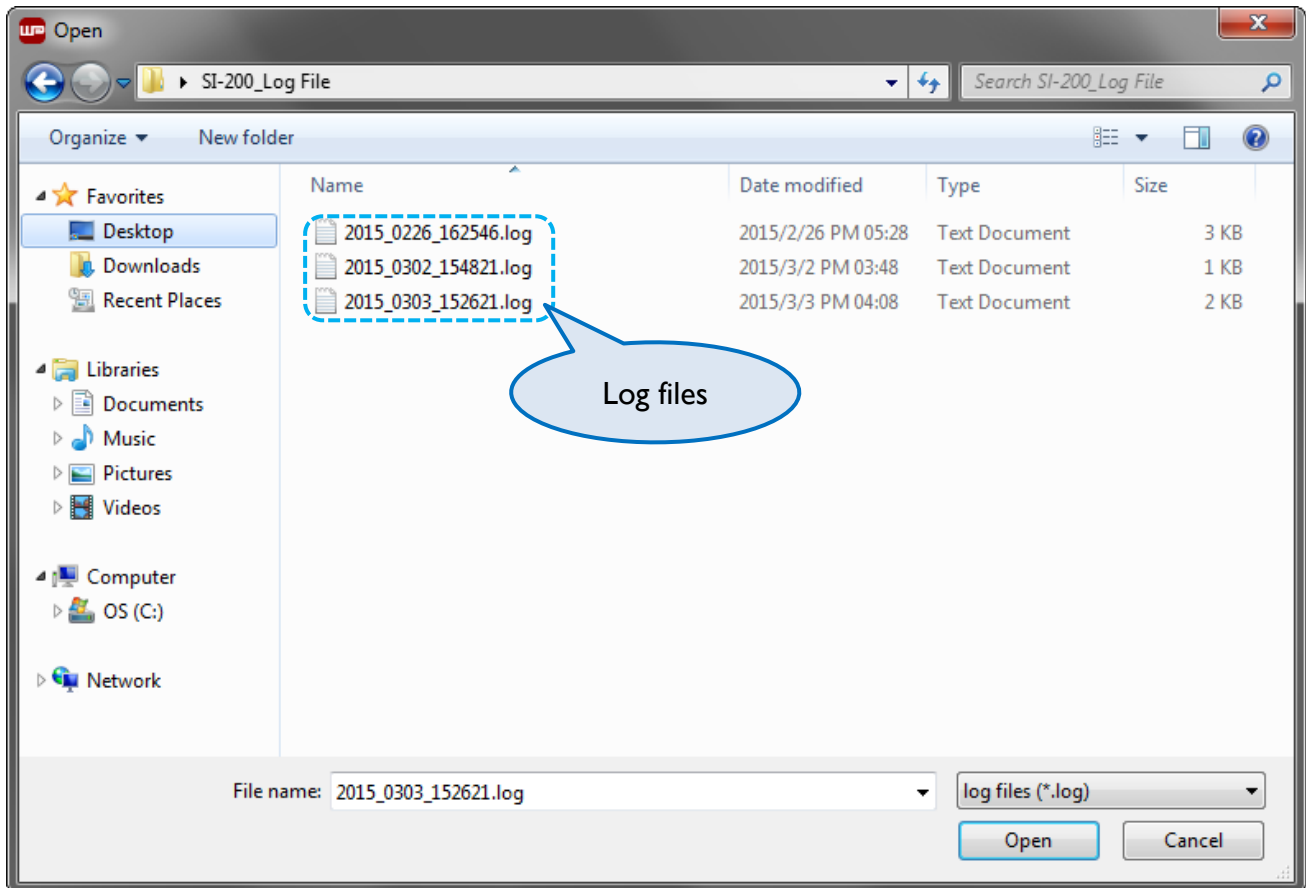 Open
SI-200_Log File
Search SI-200_Log File
Organize
New folder
Favorites
Desktop
Downloads
Recent Places
Libraries
Documents
Music
Pictures
Videos
Computer
OS (C:)
Network
Name Date modified Type Size
2015_0226_162546.log 2015/2/26 PM 05:28 Text Document 3 KB
2015_0302_154821.log 2015/3/2 PM 03:48 Text Document 1 KB
2015_0303_152621.log 2015/3/3 PM 04:08 Text Document 2 KB
Log files
File name: 2015_0303_152621.log
log files (*.log)
Open Cancel